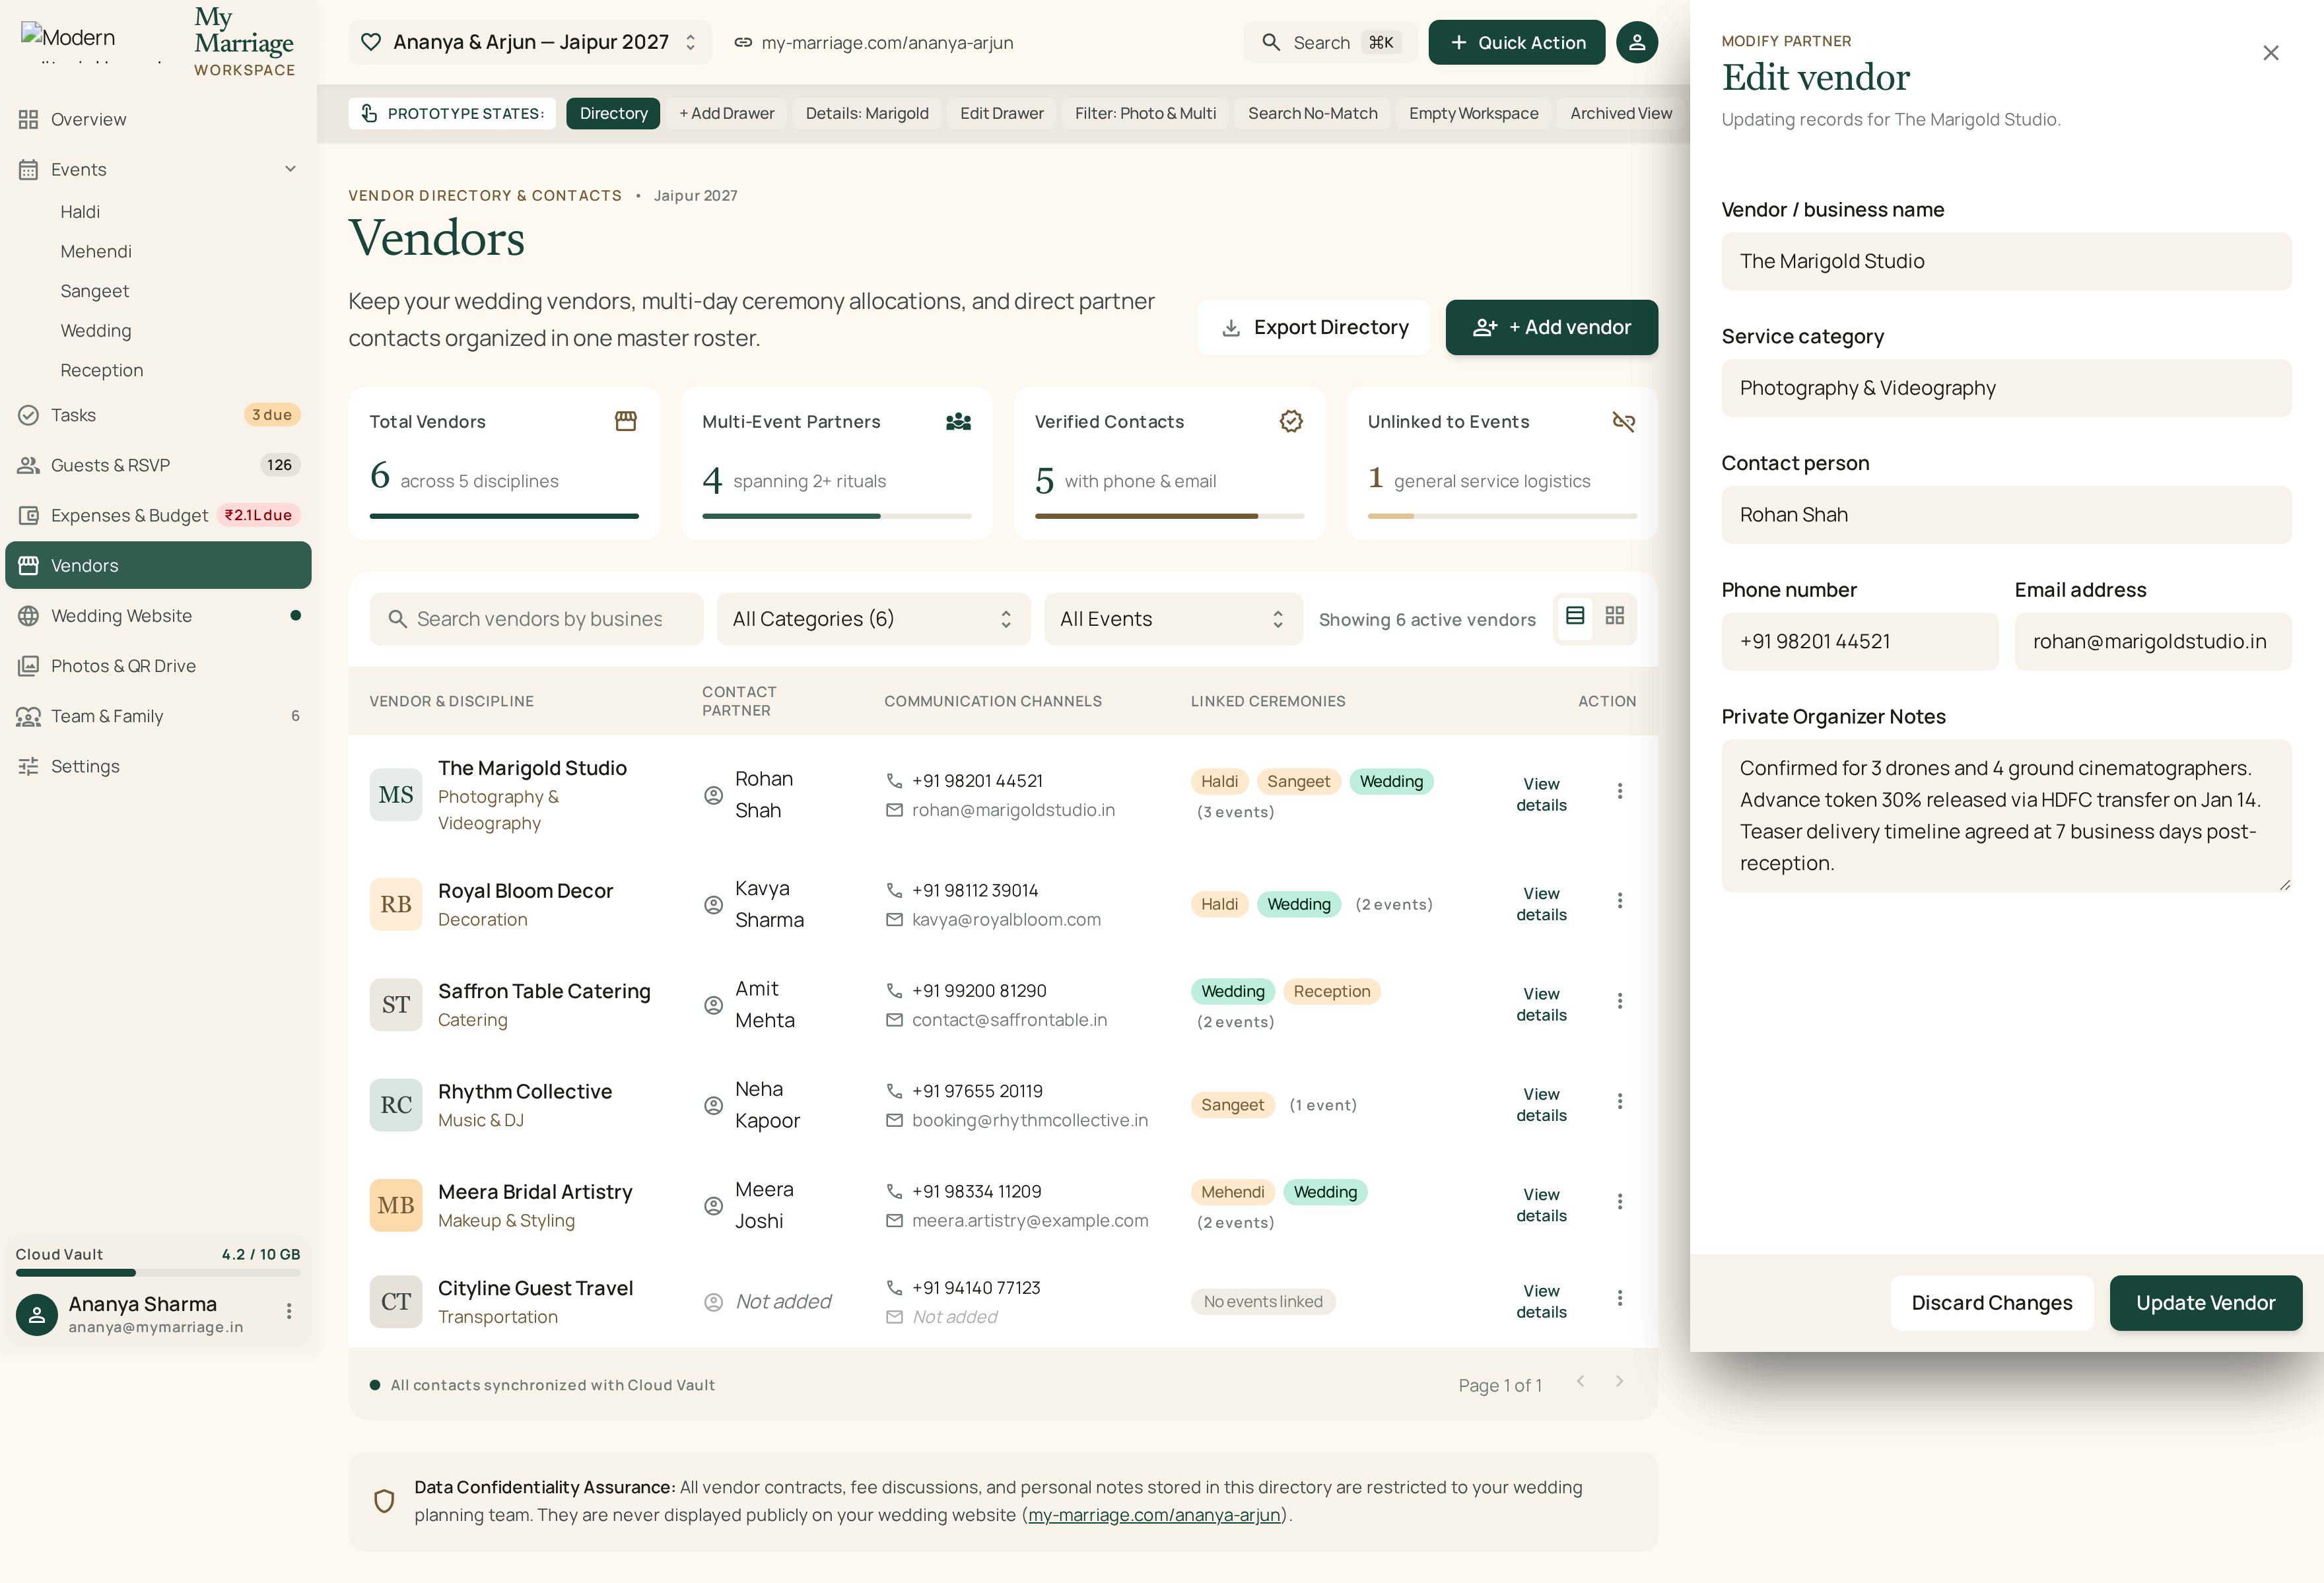 Modern
My
Marriage
WORKSPACE
Overview
Events
Haldi
Mehendi
Sangeet
Wedding
Reception
Tasks
3 due
Guests & RSVP
126
Expenses & Budget
₹2.1L due
Vendors
Wedding Website
Photos & QR Drive
Team & Family
6
Settings
Cloud Vault
4.2 / 10 GB
Ananya Sharma
ananya@mymarriage.in
Ananya & Arjun — Jaipur 2027
my-marriage.com/ananya-arjun
Search ⌘K
+ Quick Action
PROTOTYPE STATES:
Directory
+ Add Drawer
Details: Marigold
Edit Drawer
Filter: Photo & Multi
Search No-Match
Empty Workspace
Archived View
VENDOR DIRECTORY & CONTACTS • Jaipur 2027
Vendors
Keep your wedding vendors, multi-day ceremony allocations, and direct partner
contacts organized in one master roster.
Export Directory
+ Add vendor
Total Vendors
6 across 5 disciplines
Multi-Event Partners
4 spanning 2+ rituals
Verified Contacts
5 with phone & email
Unlinked to Events
1 general service logistics
Search vendors by busines
All Categories (6)
All Events
Showing 6 active vendors
VENDOR & DISCIPLINE
CONTACT
PARTNER
COMMUNICATION CHANNELS
LINKED CEREMONIES
ACTION
MS
The Marigold Studio
Photography &
Videography
Rohan
Shah
+91 98201 44521
rohan@marigoldstudio.in
Haldi Sangeet Wedding
(3 events)
View
details
RB
Royal Bloom Decor
Decoration
Kavya
Sharma
+91 98112 39014
kavya@royalbloom.com
Haldi Wedding (2 events)
View
details
ST
Saffron Table Catering
Catering
Amit
Mehta
+91 99200 81290
contact@saffrontable.in
Wedding Reception
(2 events)
View
details
RC
Rhythm Collective
Music & DJ
Neha
Kapoor
+91 97655 20119
booking@rhythmcollective.in
Sangeet (1 event)
View
details
MB
Meera Bridal Artistry
Makeup & Styling
Meera
Joshi
+91 98334 11209
meera.artistry@example.com
Mehendi Wedding
(2 events)
View
details
CT
Cityline Guest Travel
Transportation
Not added
+91 94140 77123
Not added
No events linked
View
details
All contacts synchronized with Cloud Vault
Page 1 of 1
Data Confidentiality Assurance: All vendor contracts, fee discussions, and personal notes stored in this directory are restricted to your wedding
planning team. They are never displayed publicly on your wedding website (my-marriage.com/ananya-arjun).
MODIFY PARTNER
Edit vendor
Updating records for The Marigold Studio.
Vendor / business name
The Marigold Studio
Service category
Photography & Videography
Contact person
Rohan Shah
Phone number
+91 98201 44521
Email address
rohan@marigoldstudio.in
Private Organizer Notes
Confirmed for 3 drones and 4 ground cinematographers.
Advance token 30% released via HDFC transfer on Jan 14.
Teaser delivery timeline agreed at 7 business days post-
reception.
Discard Changes
Update Vendor